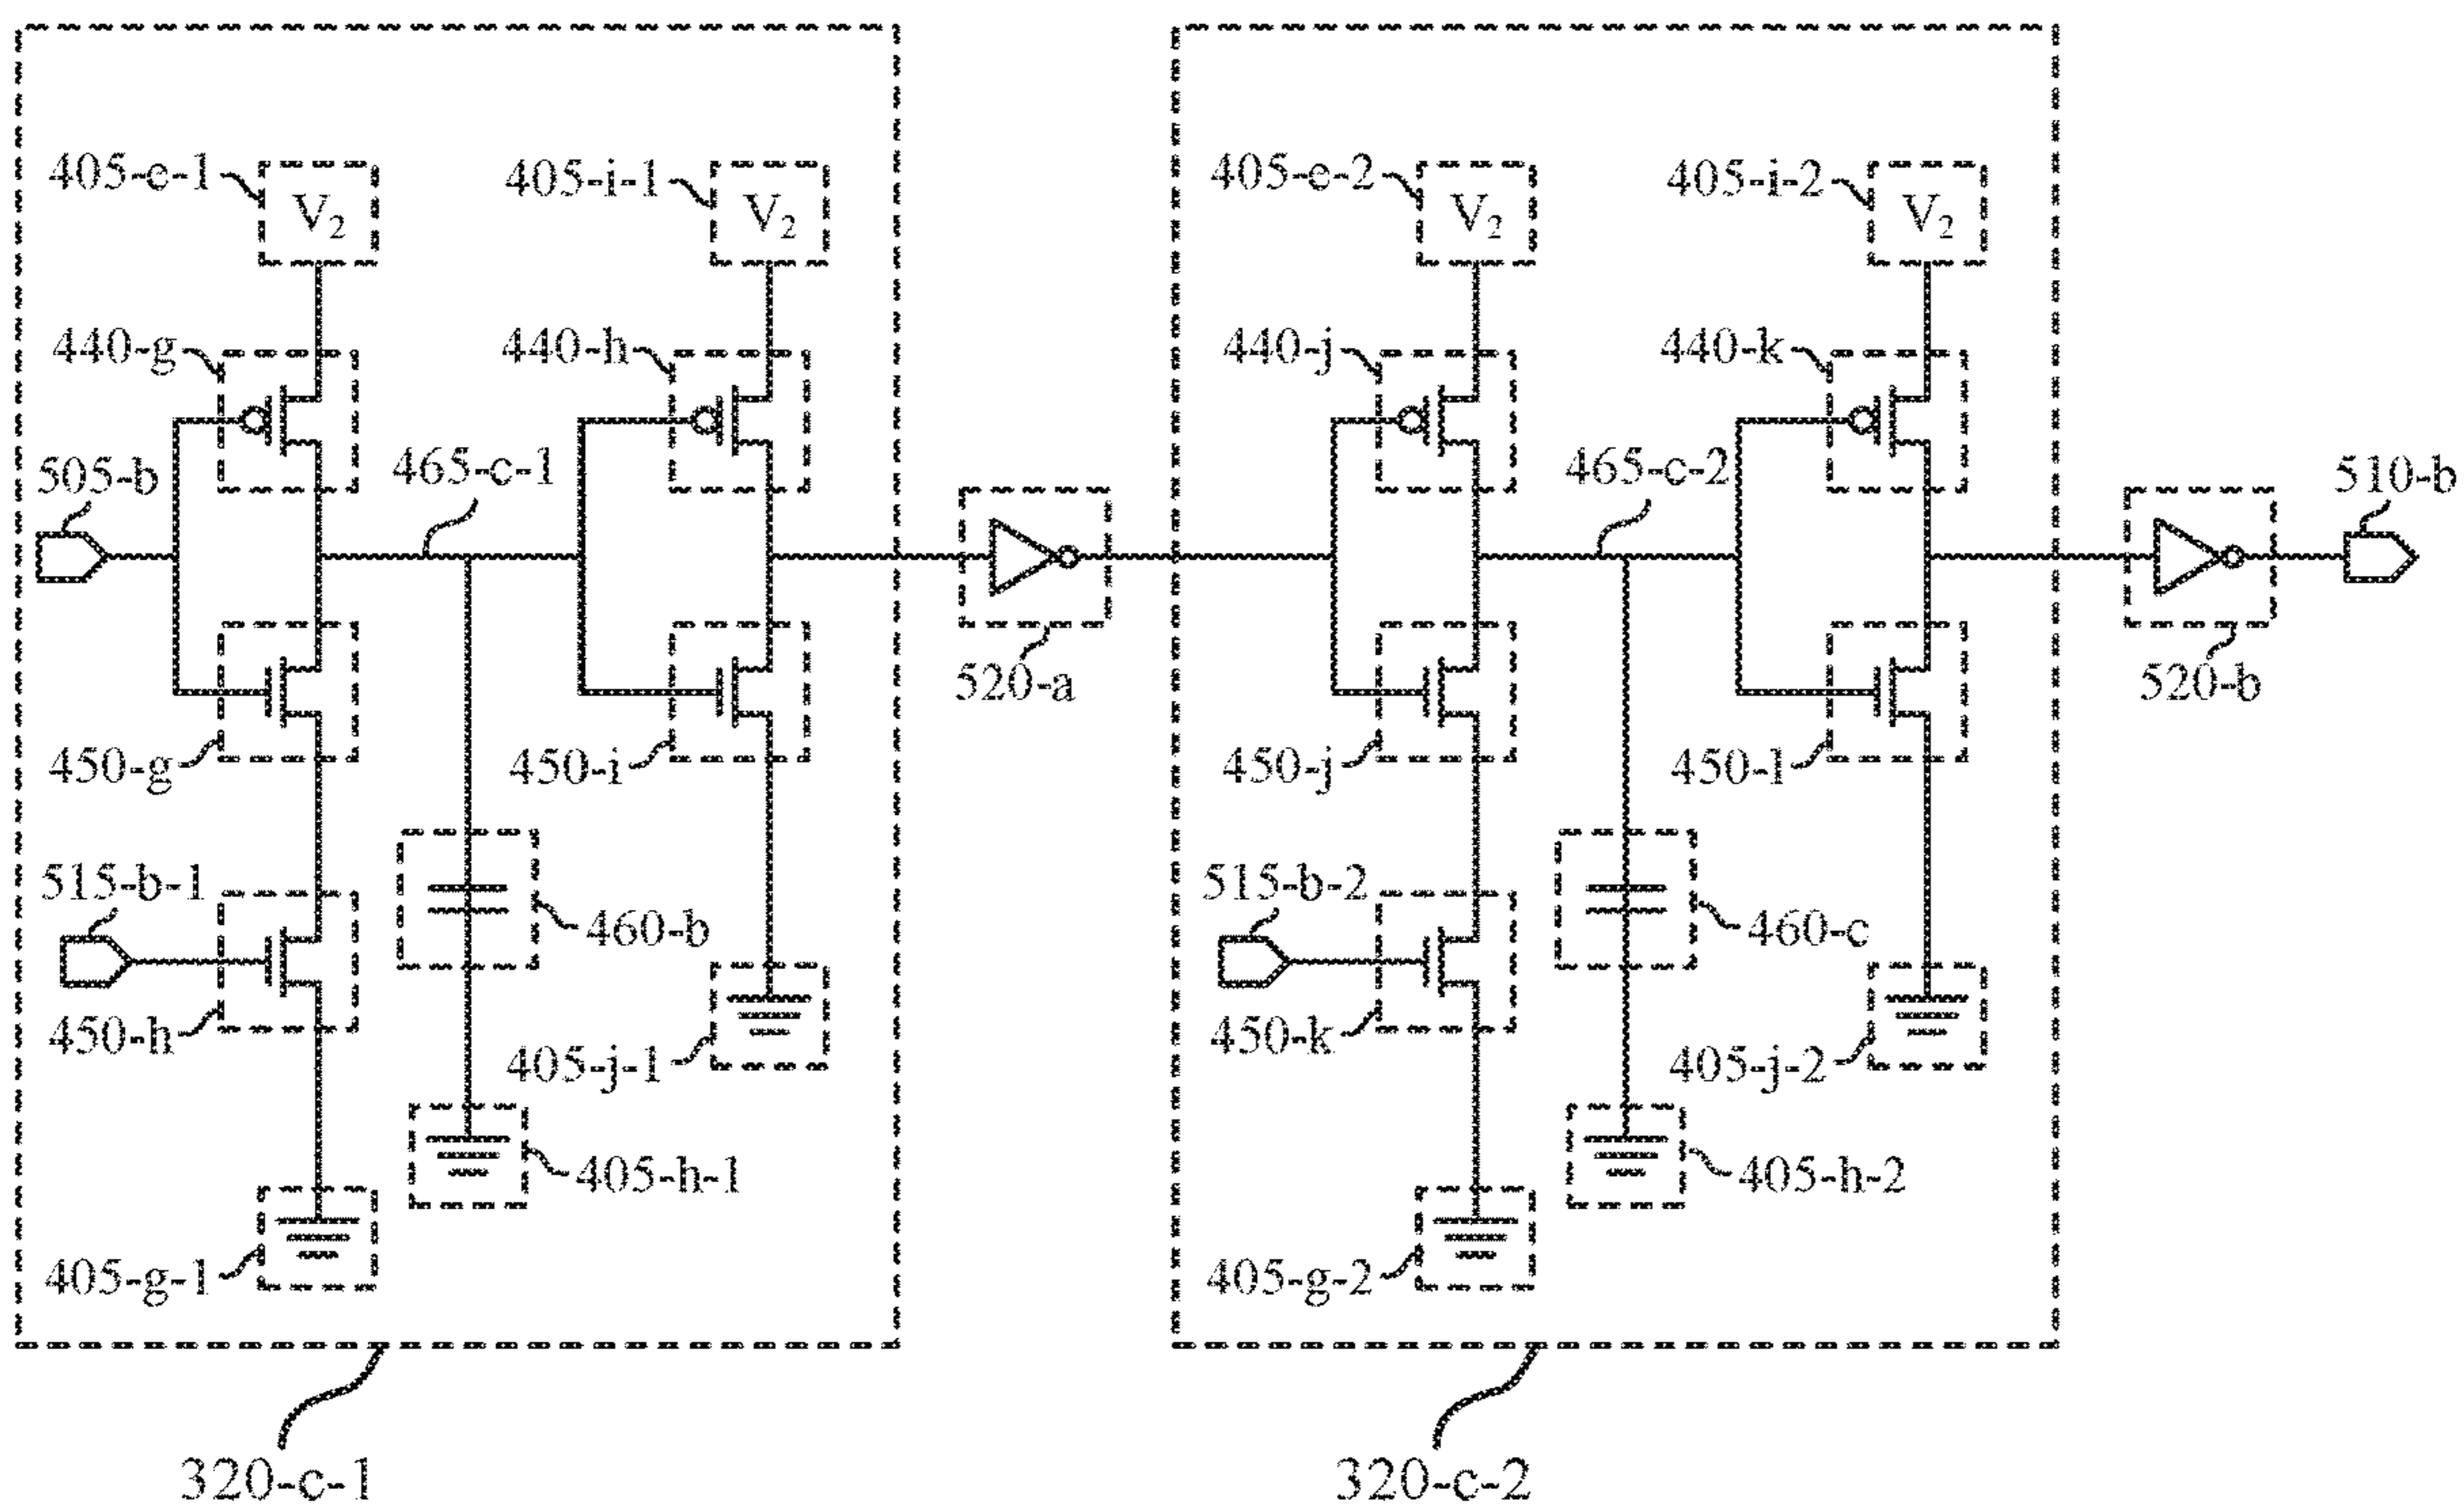 405-e-1
V2
405-i-1
V2
405-e-2
V2
405-i-2
V2
440-g
440-h
440-j
440-k
505-b
465-c-1
465-c-2
510-b
520-a
520-b
450-g
450-i
450-j
450-l
515-b-1
460-b
515-b-2
460-c
450-h
405-j-1
450-k
405-j-2
405-h-1
405-h-2
405-g-1
405-g-2
320-c-1
320-c-2